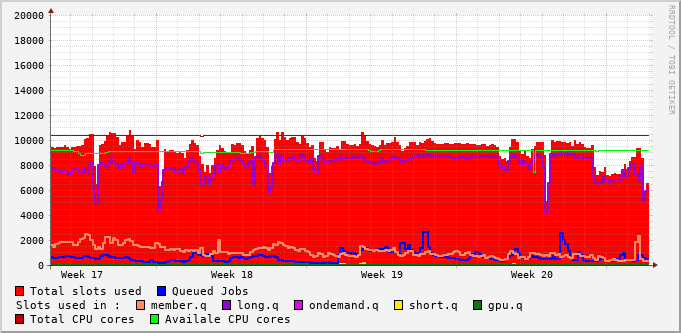 20000
18000
16000
14000
12000
10000
8000
6000
4000
2000
0
Week 17 Week 18 Week 19 Week 20
RRDTOOL / TOBI OETIKER
Total slots used Queued Jobs
Slots used in : member.q long.q ondemand.q short.q gpu.q
Total CPU cores Availale CPU cores